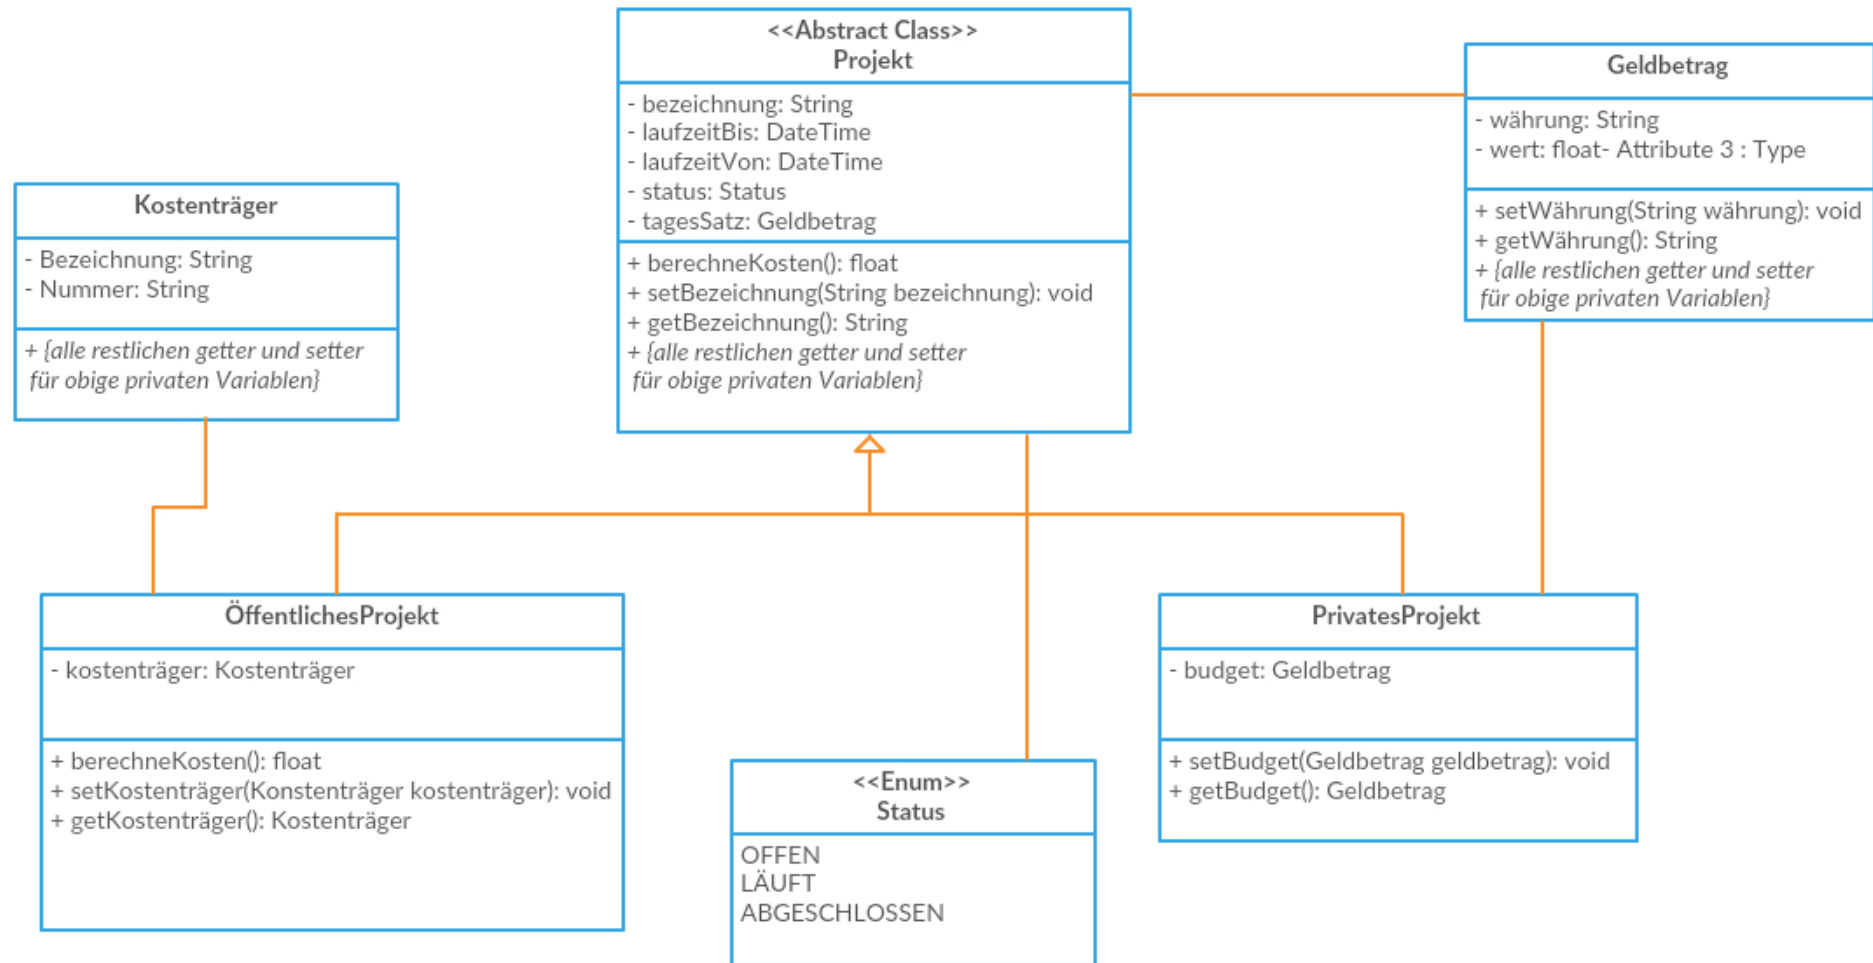 <<Abstract Class>>
Projekt
- bezeichnung: String
- laufzeitBis: DateTime
- laufzeitVon: DateTime
- status: Status
- tagesSatz: Geldbetrag
+ berechneKosten(): float
+ setBezeichnung(String bezeichnung): void
+ getBezeichnung(): String
+ {alle restlichen getter und setter
für obige privaten Variablen}
Geldbetrag
- währung: String
- wert: float- Attribute 3 : Type
+ setWährung(String währung): void
+ getWährung(): String
+ {alle restlichen getter und setter
für obige privaten Variablen}
Kostenträger
- Bezeichnung: String
- Nummer: String
+ {alle restlichen getter und setter
für obige privaten Variablen}
ÖffentlichesProjekt
- kostenträger: Kostenträger
+ berechneKosten(): float
+ setKostenträger(Konstenträger kostenträger): void
+ getKostenträger(): Kostenträger
<<Enum>>
Status
OFFEN
LÄUFT
ABGESCHLOSSEN
PrivatesProjekt
- budget: Geldbetrag
+ setBudget(Geldbetrag geldbetrag): void
+ getBudget(): Geldbetrag